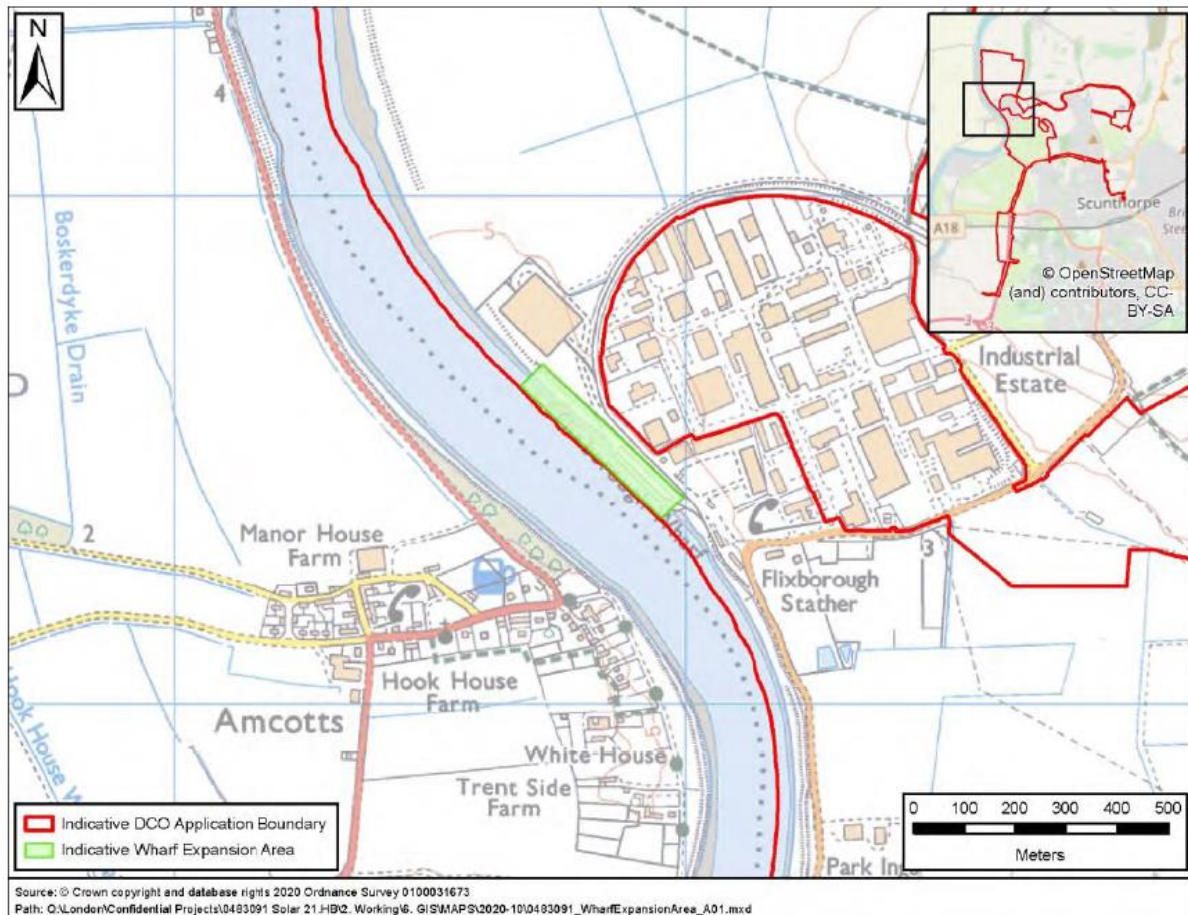 N
4
Boskerdyke Drain
5
A18
Scunthorpe
© OpenStreetMap
(and) contributors, CC-
BY-SA
Industrial
Estate
2
Manor House
Farm
Flixborough
Stather
3
Hook House
Farm
Amcotts
White House
5
Trent Side
Farm
Hook House
Indicative DCO Application Boundary
Indicative Wharf Expansion Area
0 100 200 300 400 500
Meters
Park
Source: © Crown copyright and database rights 2020 Ordnance Survey 0100031673
Path: Q:\London\Confidential Projects\0483091 Solar 21.HB\2. Working\6. GIS\MAPS\2020-10\0483091_WharfExpansionArea_A01.mxd